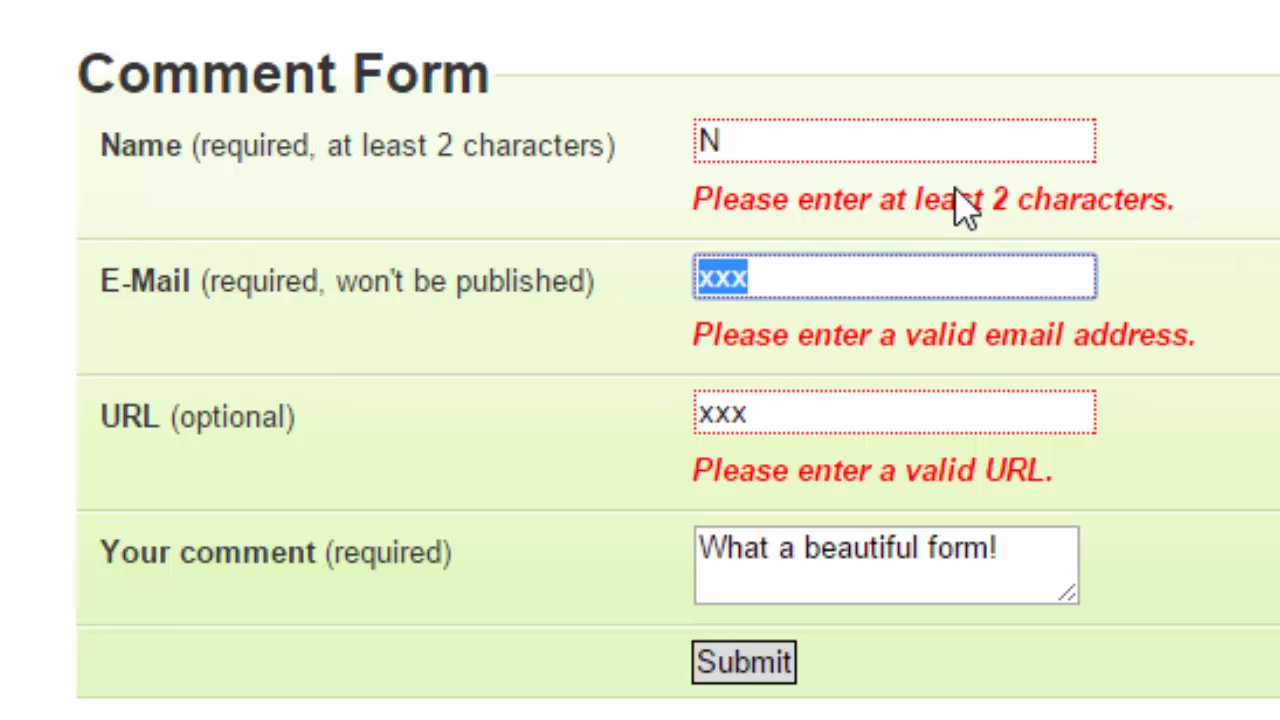 Comment Form
Name (required, at least 2 characters)
N
Please enter at least 2 characters.
E-Mail (required, won't be published)
xxx
Please enter a valid email address.
URL (optional)
xxx
Please enter a valid URL.
Your comment (required)
What a beautiful form!
Submit